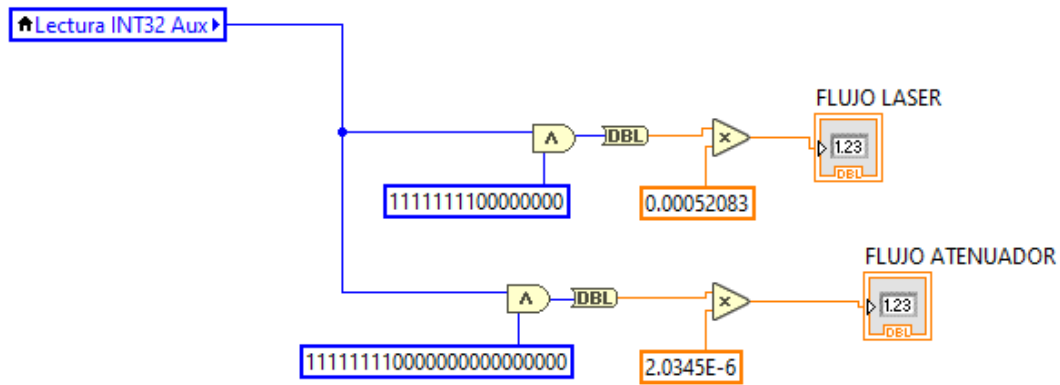 Lectura INT32 Aux
FLUJO LASER
∧
DBL
×
1.23
DBL
1111111100000000
0.00052083
FLUJO ATENUADOR
∧
DBL
×
1.23
DBL
111111110000000000000000
2.0345E-6